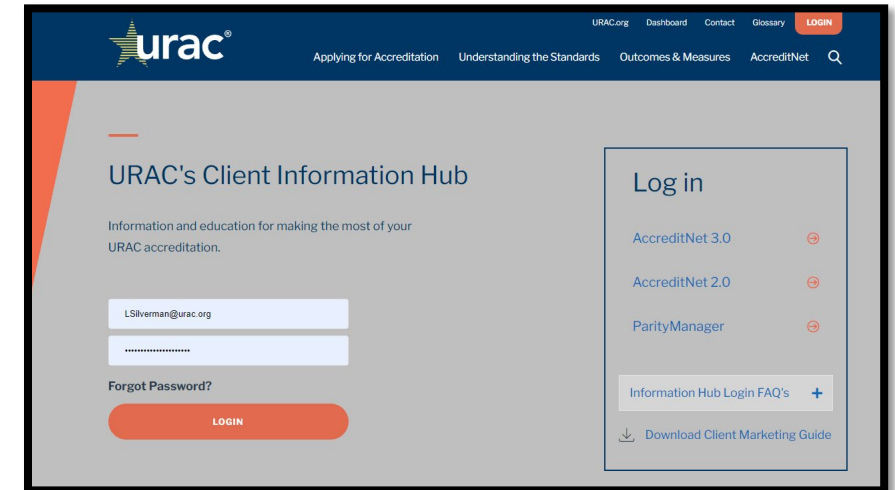 URAC.org Dashboard Contact Glossary LOGIN
urac®
Applying for Accreditation Understanding the Standards Outcomes & Measures AccreditNet
URAC's Client Information Hub
Information and education for making the most of your
URAC accreditation.
LSilverman@urac.org
•••••••••••••••••••••
Forgot Password?
LOGIN
Log in
AccreditNet 3.0
AccreditNet 2.0
ParityManager
Information Hub Login FAQ's +
Download Client Marketing Guide